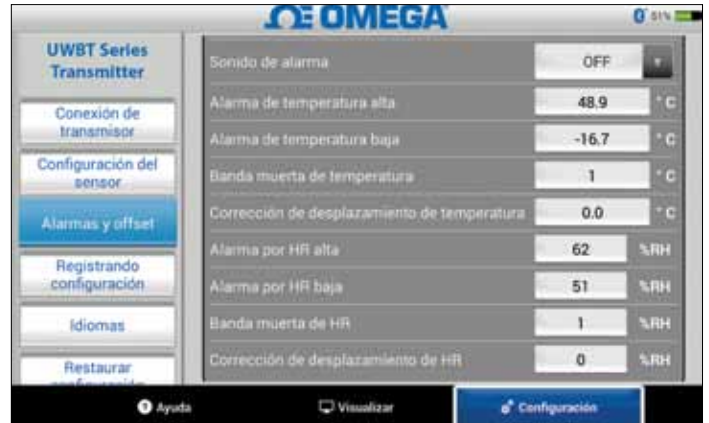 OMEGA
51%
UWBT Series
Transmitter
Conexión de
transmisor
Configuración del
sensor
Alarmas y offset
Registrando
configuración
Idiomas
Restaurar
configuración
Sonido de alarma OFF
Alarma de temperatura alta 48.9 °C
Alarma de temperatura baja -16.7 °C
Banda muerta de temperatura 1 °C
Corrección de desplazamiento de temperatura 0.0 °C
Alarma por HR alta 62 %RH
Alarma por HR baja 51 %RH
Banda muerta de HR 1 %RH
Corrección de desplazamiento de HR 0 %RH
? Ayuda Visualizar Configuración